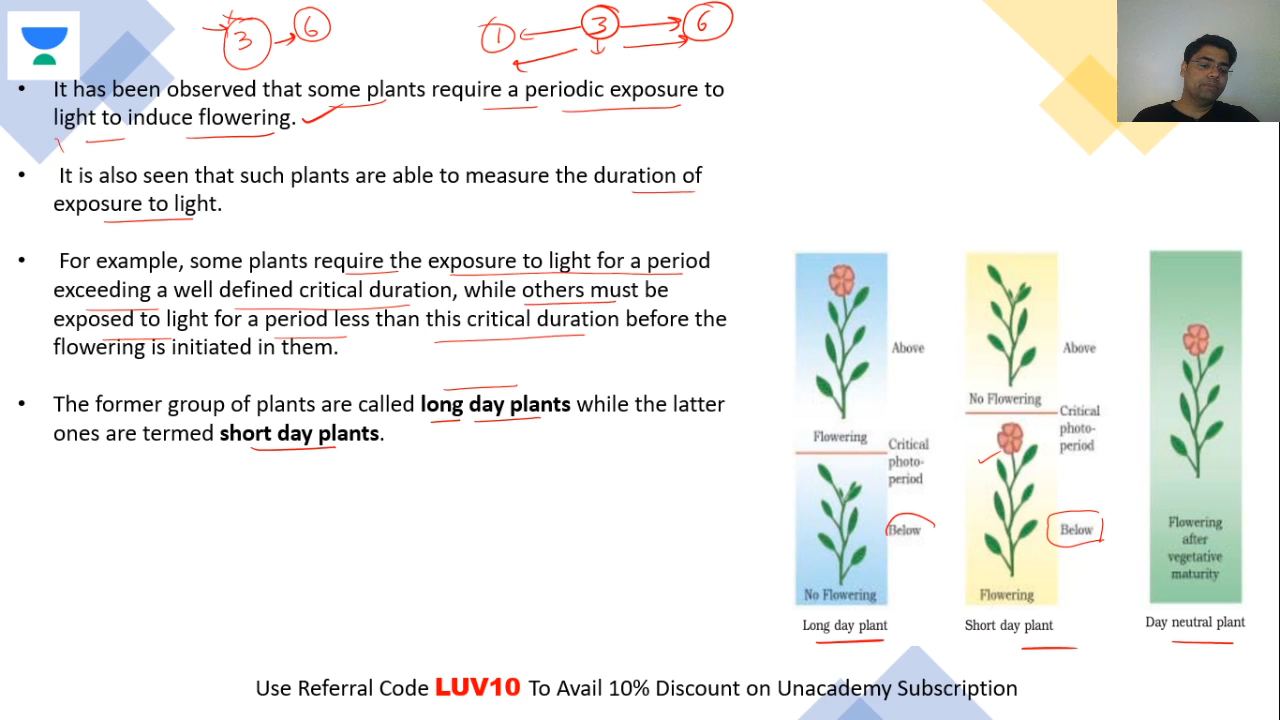 3 6
1 3 6
• It has been observed that some plants require a periodic exposure to
light to induce flowering.
• It is also seen that such plants are able to measure the duration of
exposure to light.
• For example, some plants require the exposure to light for a period
exceeding a well defined critical duration, while others must be
exposed to light for a period less than this critical duration before the
flowering is initiated in them.
• The former group of plants are called long day plants while the latter
ones are termed short day plants.
Above
Flowering
Critical
photo-
period
Below
No Flowering
Long day plant
Above
No Flowering
Critical
photo-
period
Below
Flowering
Short day plant
Flowering
after
vegetative
maturity
Day neutral plant
Use Referral Code LUV10 To Avail 10% Discount on Unacademy Subscription